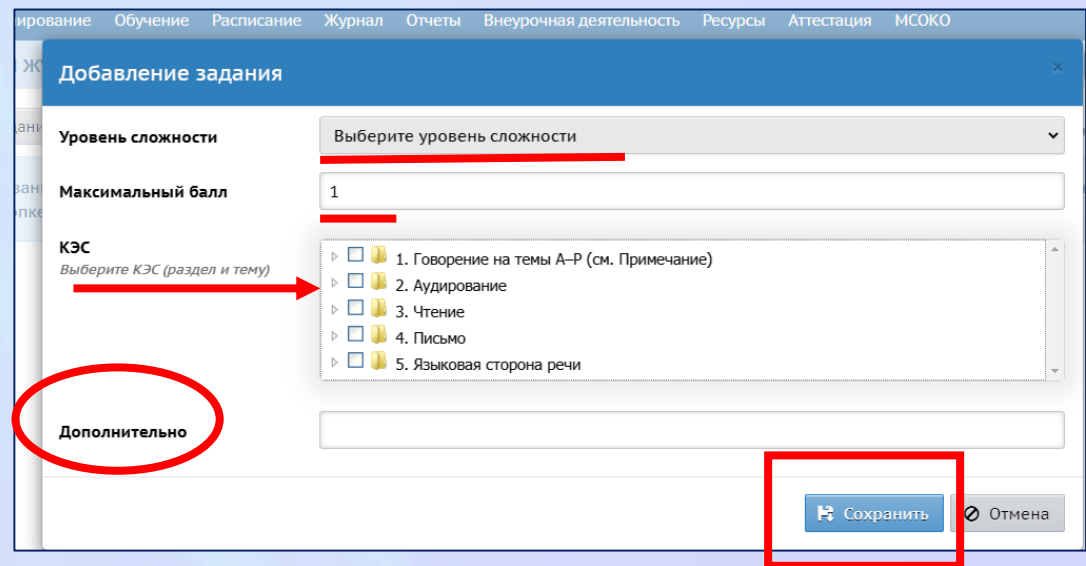 Обучение Расписание Журнал Отчеты Внеурочная деятельность Ресурсы Аттестация МСОКО
Добавление задания
Уровень сложности
Выберите уровень сложности
Максимальный балл
1
КЭС
Выберите КЭС (раздел и тему)
1. Говорение на темы А–Р (см. Примечание)
2. Аудирование
3. Чтение
4. Письмо
5. Языковая сторона речи
Дополнительно
Сохранить
Отмена